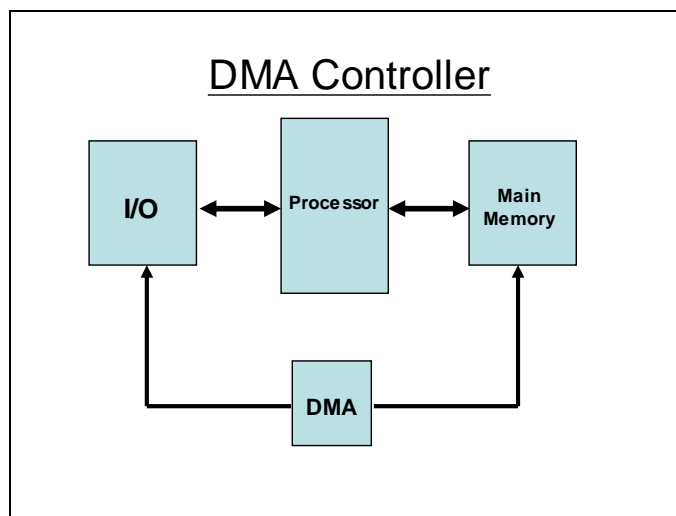 DMA Controller
I/O
Processor
Main
Memory
DMA